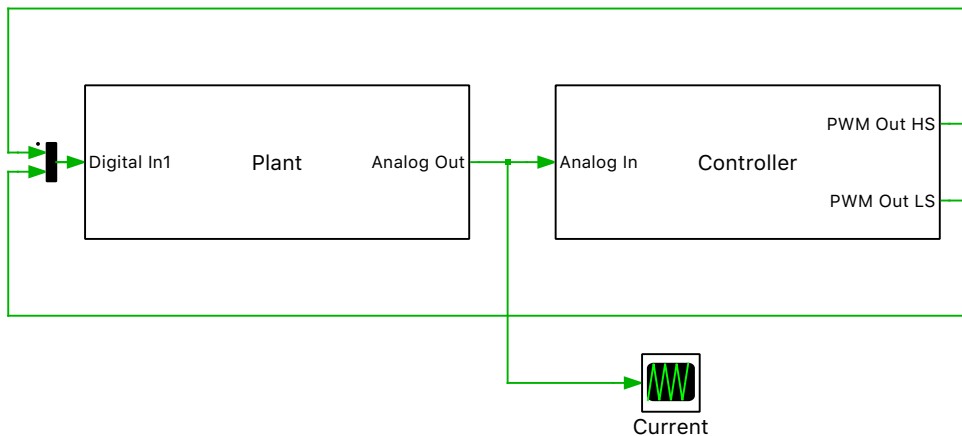 PWM Out HS
Digital In1
Plant
Analog Out
Analog In
Controller
PWM Out LS
Current